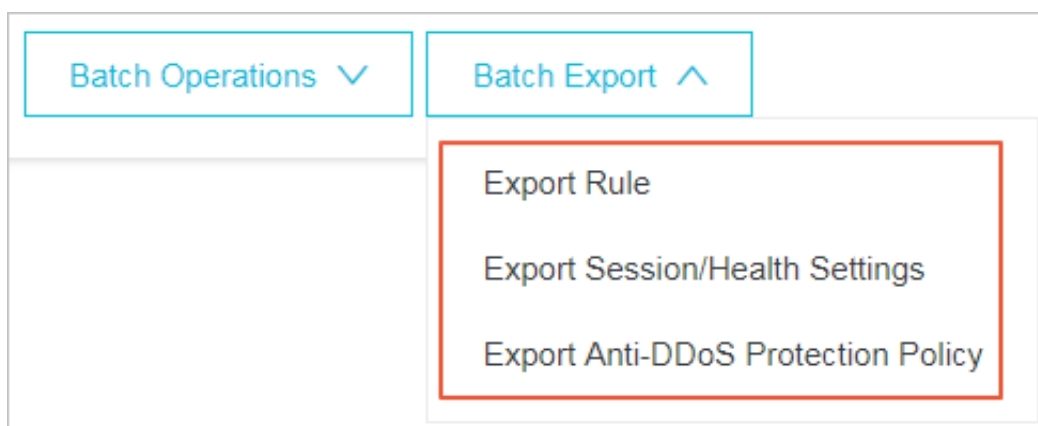 Batch Operations
Batch Export
Export Rule
Export Session/Health Settings
Export Anti-DDoS Protection Policy